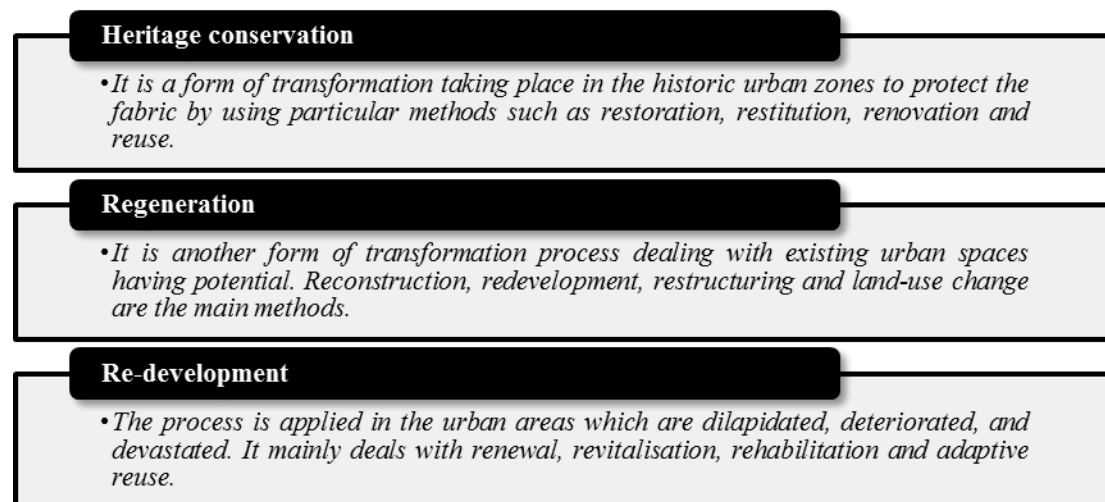 Heritage conservation
•It is a form of transformation taking place in the historic urban zones to protect the
fabric by using particular methods such as restoration, restitution, renovation and
reuse.
Regeneration
•It is another form of transformation process dealing with existing urban spaces
having potential. Reconstruction, redevelopment, restructuring and land-use change
are the main methods.
Re-development
•The process is applied in the urban areas which are dilapidated, deteriorated, and
devastated. It mainly deals with renewal, revitalisation, rehabilitation and adaptive
reuse.